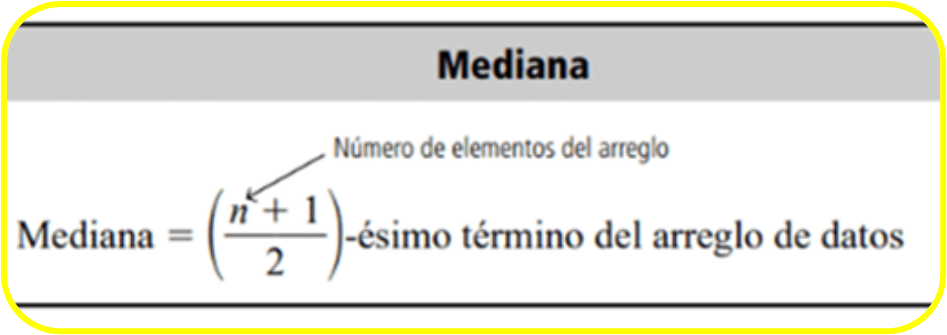 Mediana
Número de elementos del arreglo
Mediana = (n + 1 / 2)-ésimo término del arreglo de datos